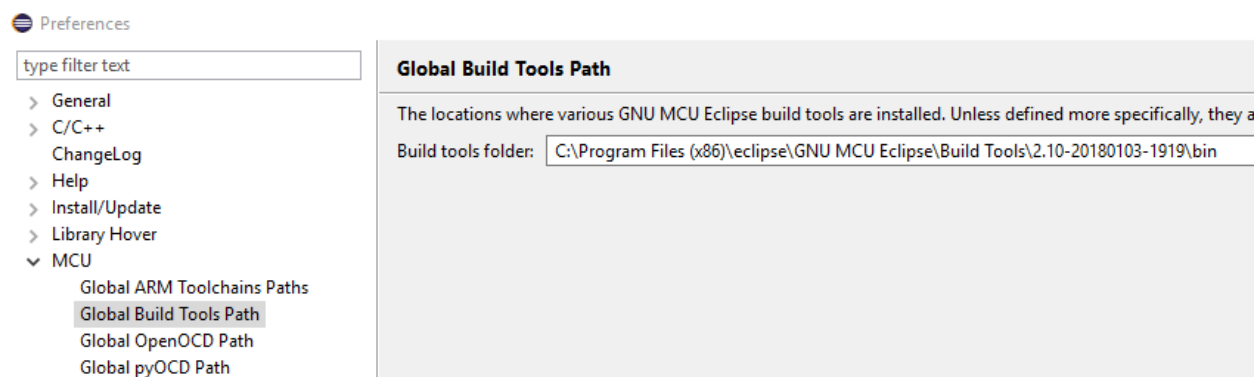 Preferences
type filter text
General
C/C++
ChangeLog
Help
Install/Update
Library Hover
MCU
Global ARM Toolchains Paths
Global Build Tools Path
Global OpenOCD Path
Global pyOCD Path
Global Build Tools Path
The locations where various GNU MCU Eclipse build tools are installed. Unless defined more specifically, they a
Build tools folder: C:\Program Files (x86)\eclipse\GNU MCU Eclipse\Build Tools\2.10-20180103-1919\bin